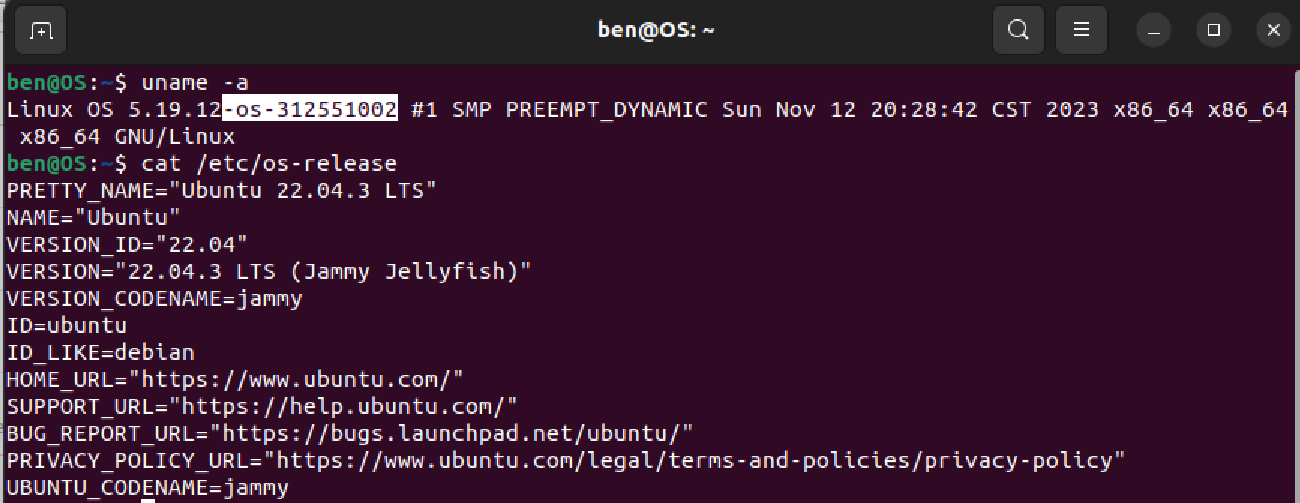 ben@OS: ~
ben@OS:~$ uname -a
Linux OS 5.19.12-os-312551002 #1 SMP PREEMPT_DYNAMIC Sun Nov 12 20:28:42 CST 2023 x86_64 x86_64
 x86_64 GNU/Linux
ben@OS:~$ cat /etc/os-release
PRETTY_NAME="Ubuntu 22.04.3 LTS"
NAME="Ubuntu"
VERSION_ID="22.04"
VERSION="22.04.3 LTS (Jammy Jellyfish)"
VERSION_CODENAME=jammy
ID=ubuntu
ID_LIKE=debian
HOME_URL="https://www.ubuntu.com/"
SUPPORT_URL="https://help.ubuntu.com/"
BUG_REPORT_URL="https://bugs.launchpad.net/ubuntu/"
PRIVACY_POLICY_URL="https://www.ubuntu.com/legal/terms-and-policies/privacy-policy"
UBUNTU_CODENAME=jammy